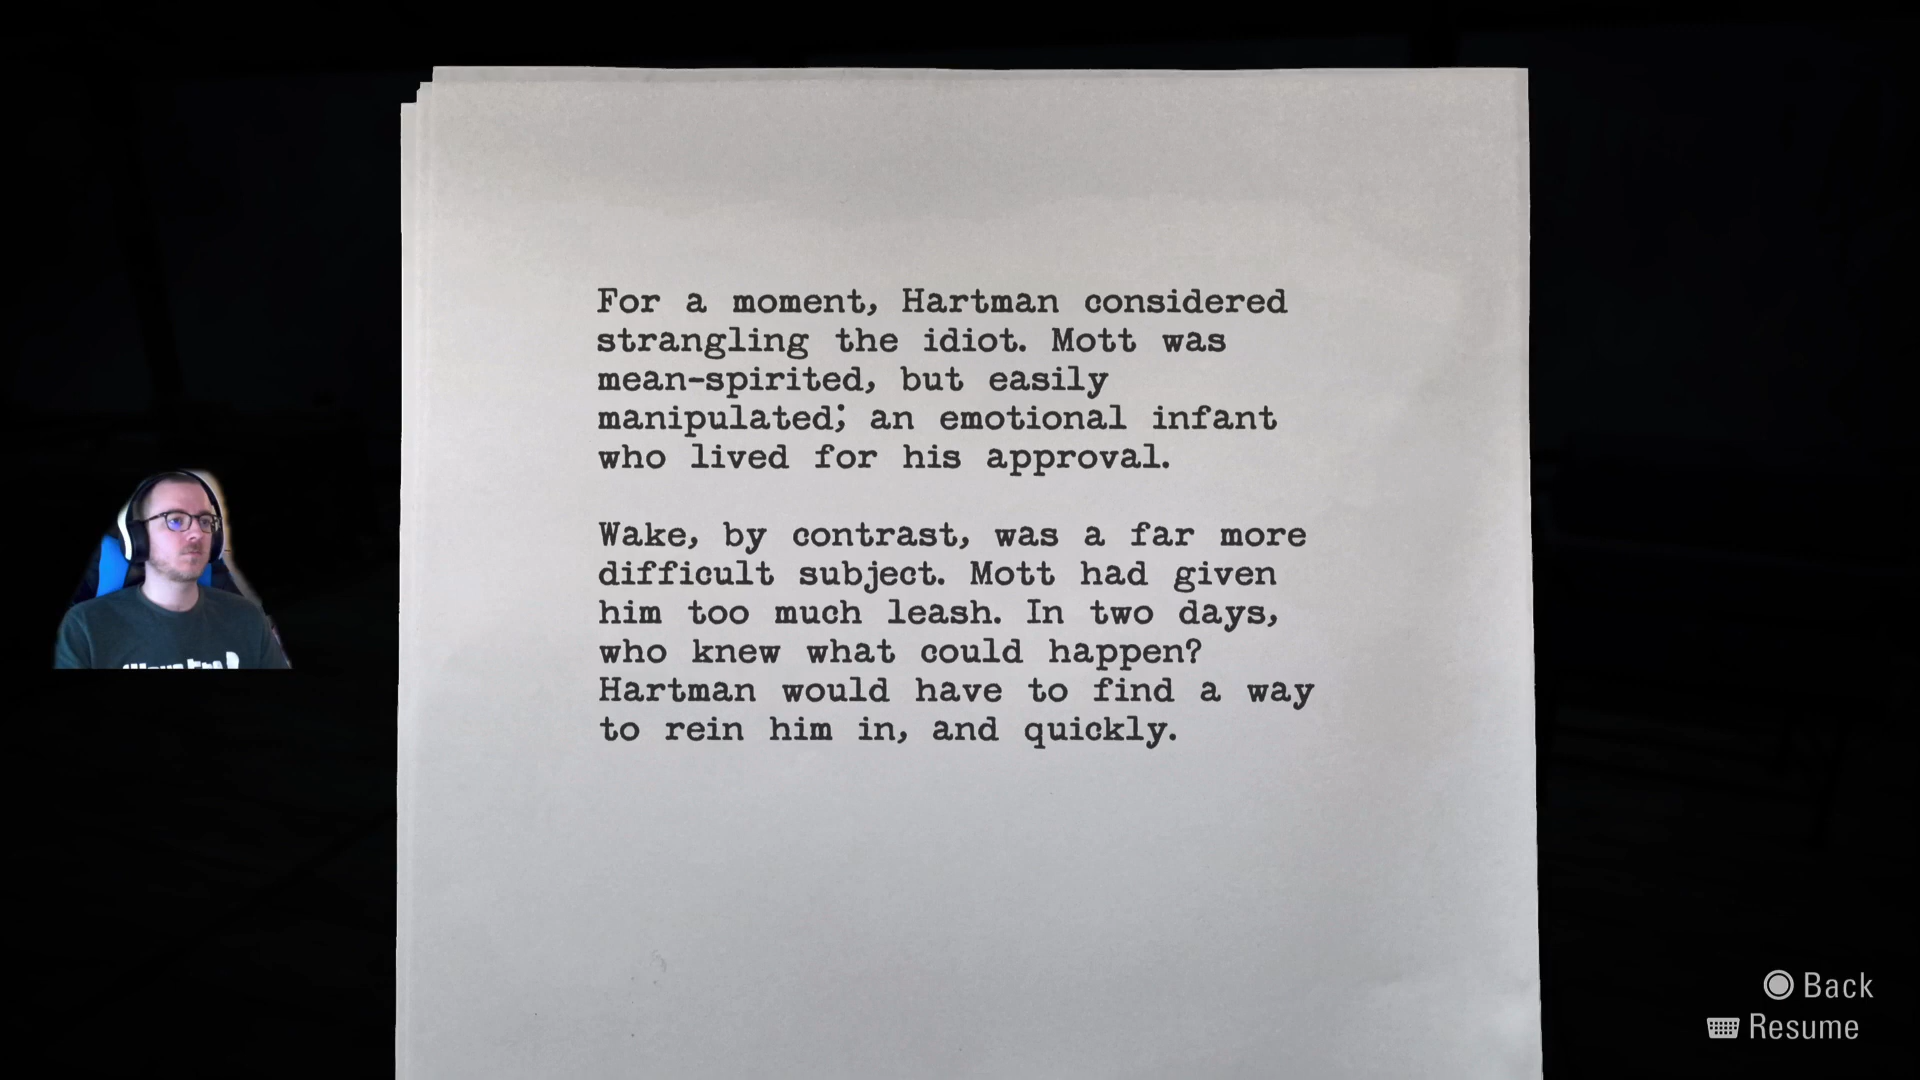 For a moment, Hartman considered
strangling the idiot. Mott was
mean-spirited, but easily
manipulated; an emotional infant
who lived for his approval.
Wake, by contrast, was a far more
difficult subject. Mott had given
him too much leash. In two days,
who knew what could happen?
Hartman would have to find a way
to rein him in, and quickly.
Back
Resume